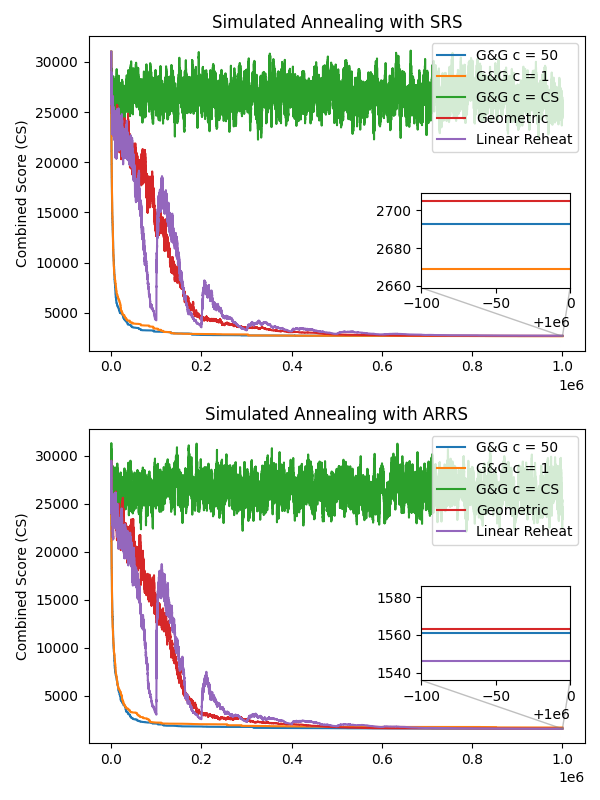 Simulated Annealing with SRS
Combined Score (CS)
30000
25000
20000
15000
10000
5000
G&G c = 50
G&G c = 1
G&G c = CS
Geometric
Linear Reheat
2700
2680
2660
−100
−50
0
+1e6
0.0
0.2
0.4
0.6
0.8
1.0
1e6
Simulated Annealing with ARRS
Combined Score (CS)
30000
25000
20000
15000
10000
5000
G&G c = 50
G&G c = 1
G&G c = CS
Geometric
Linear Reheat
1580
1560
1540
−100
−50
0
+1e6
0.0
0.2
0.4
0.6
0.8
1.0
1e6